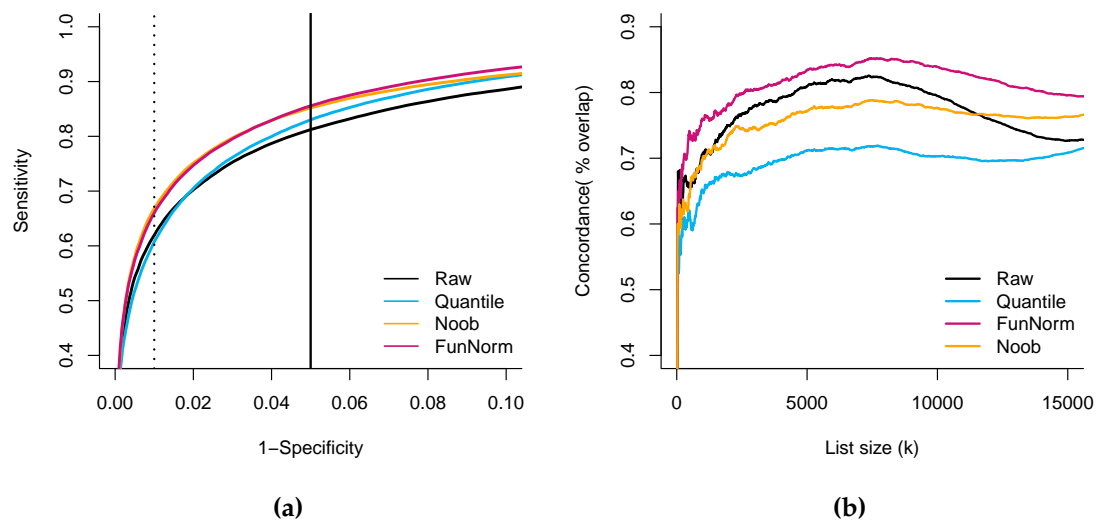 1.0
0.9
0.8
0.7
0.6
0.5
0.4
Sensitivity
0.00 0.02 0.04 0.06 0.08 0.10
1−Specificity
Raw
Quantile
Noob
FunNorm
(a)
0.9
0.8
0.7
0.6
0.5
0.4
Concordance( % overlap)
0 5000 10000 15000
List size (k)
Raw
Quantile
FunNorm
Noob
(b)